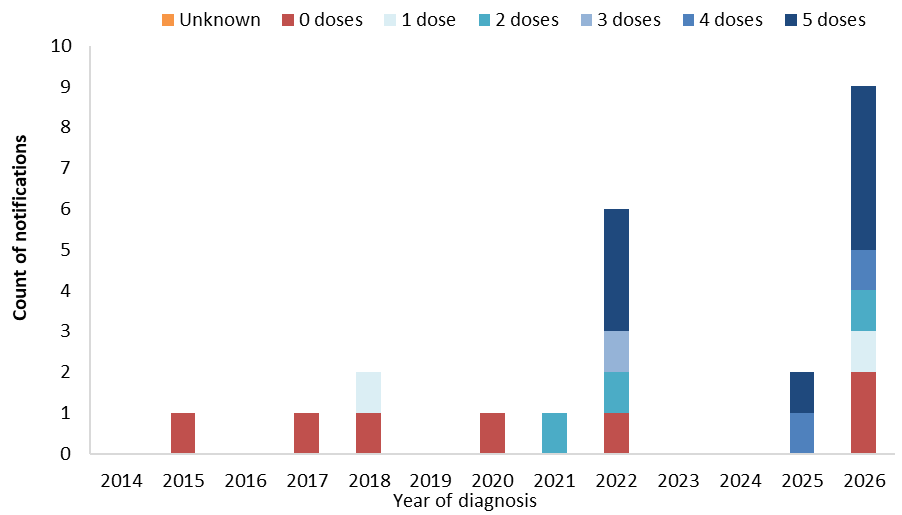 Unknown 0 doses 1 dose 2 doses 3 doses 4 doses 5 doses
10
9
8
7
6
5
4
3
2
1
0
Count of notifications
2014 2015 2016 2017 2018 2019 2020 2021 2022 2023 2024 2025 2026
Year of diagnosis